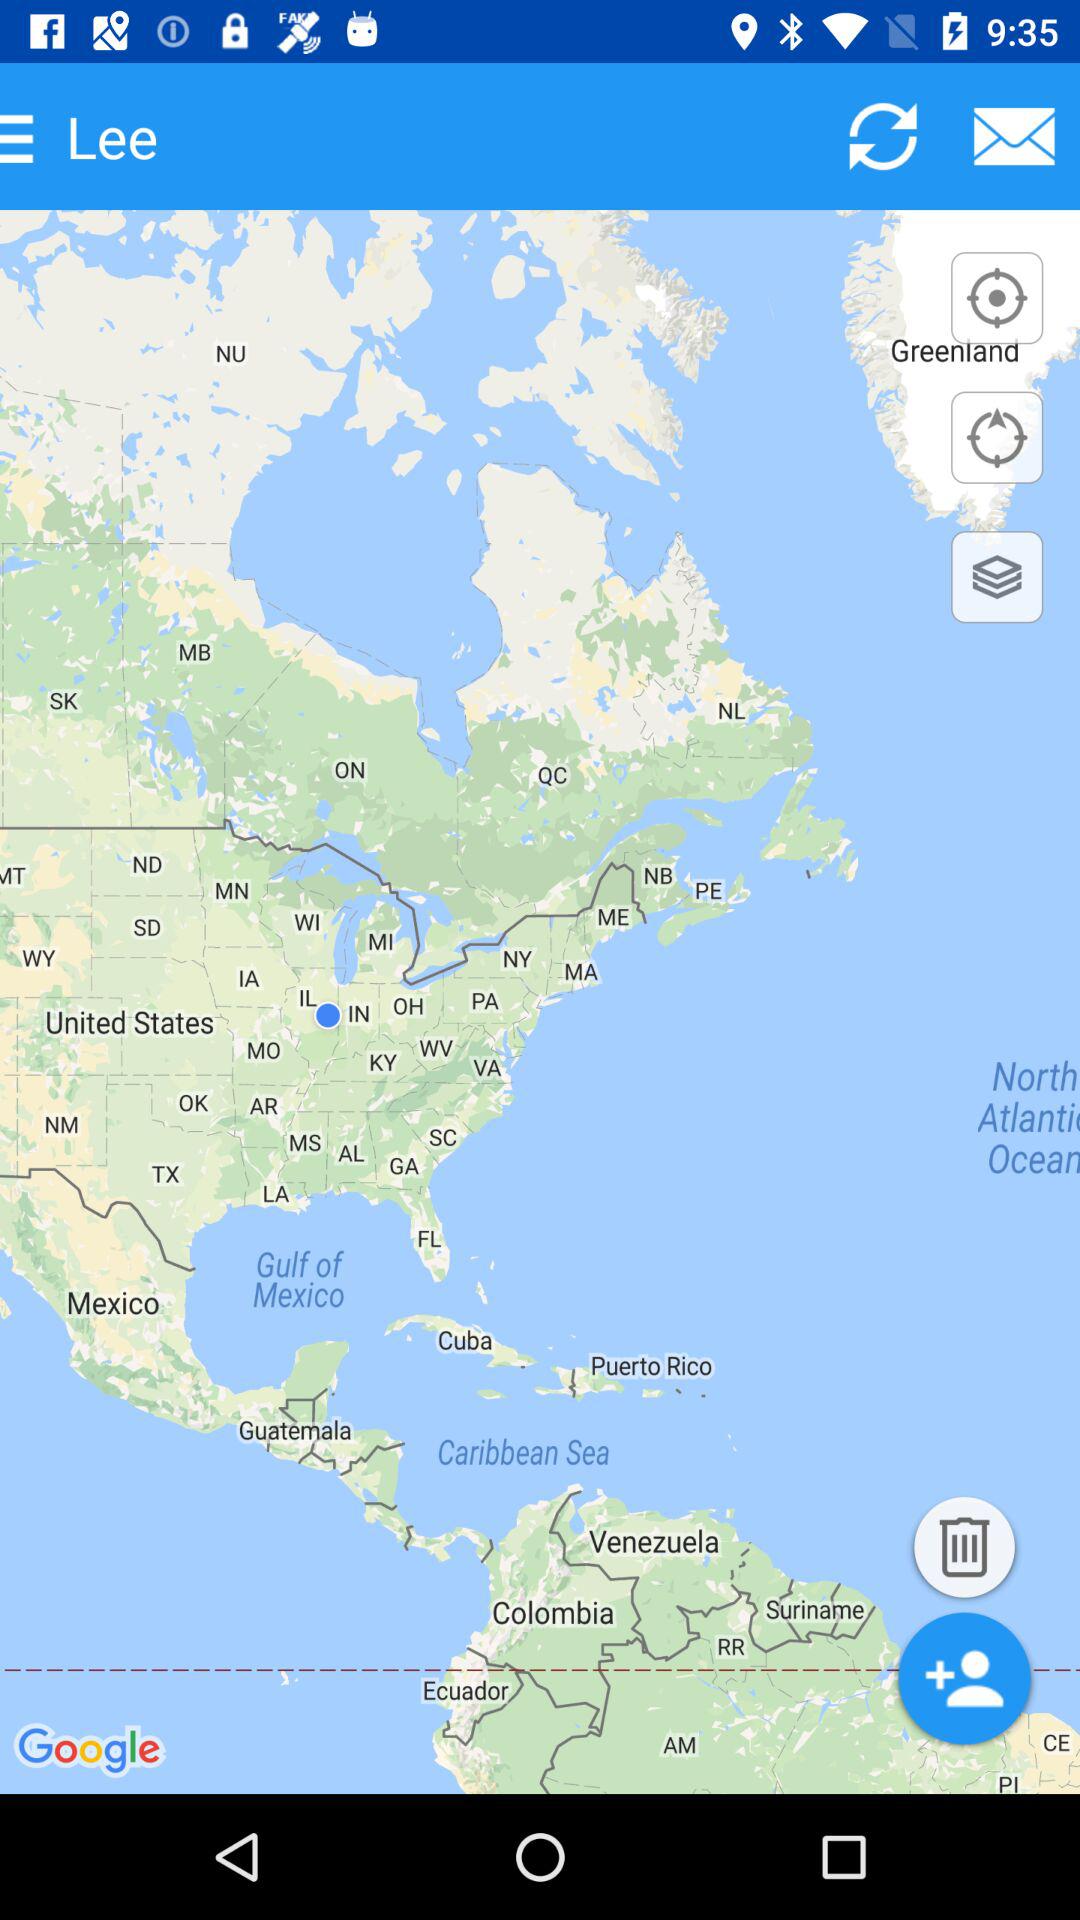 FAKE
9:35
Lee
NU
Greenland
MB
SK
NL
ON
QC
ND
MT
MN
NB
PE
SD
WI
MI
ME
WY
NY
MA
IA
IL
IN
OH
PA
United States
MO
KY
WV
VA
North
Atlantic
Ocean
OK
AR
NM
MS
AL
SC
GA
TX
LA
FL
Gulf of
Mexico
Mexico
Cuba
Puerto Rico
Guatemala
Caribbean Sea
Venezuela
Colombia
Suriname
RR
Ecuador
Google
AM
CE
PI